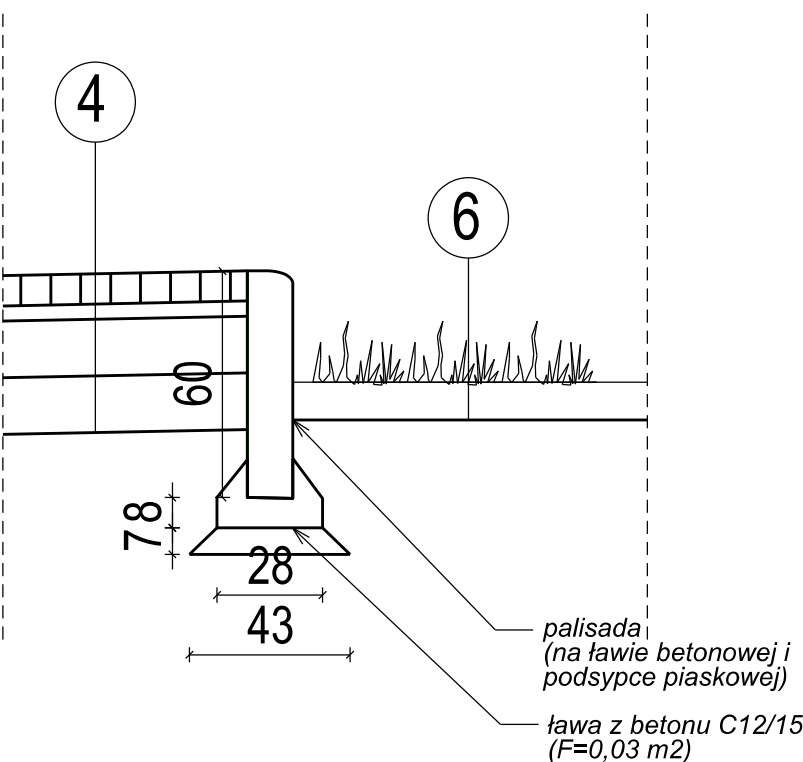 4
6
60
8
7
28
43
palisada
(na ławie betonowej i
podsypce piaskowej)
ława z betonu C12/15
(F=0,03 m2)